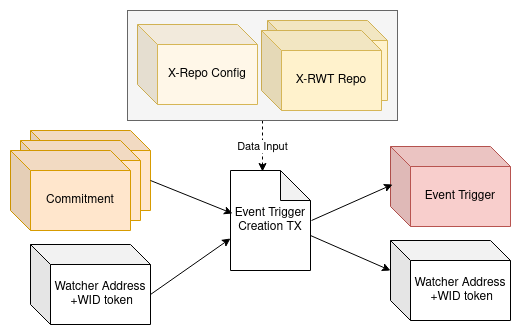 X-Repo Config
X-RWT Repo
Data Input
Commitment
Event Trigger
Creation TX
Event Trigger
Watcher Address
+WID token
Watcher Address
+WID token